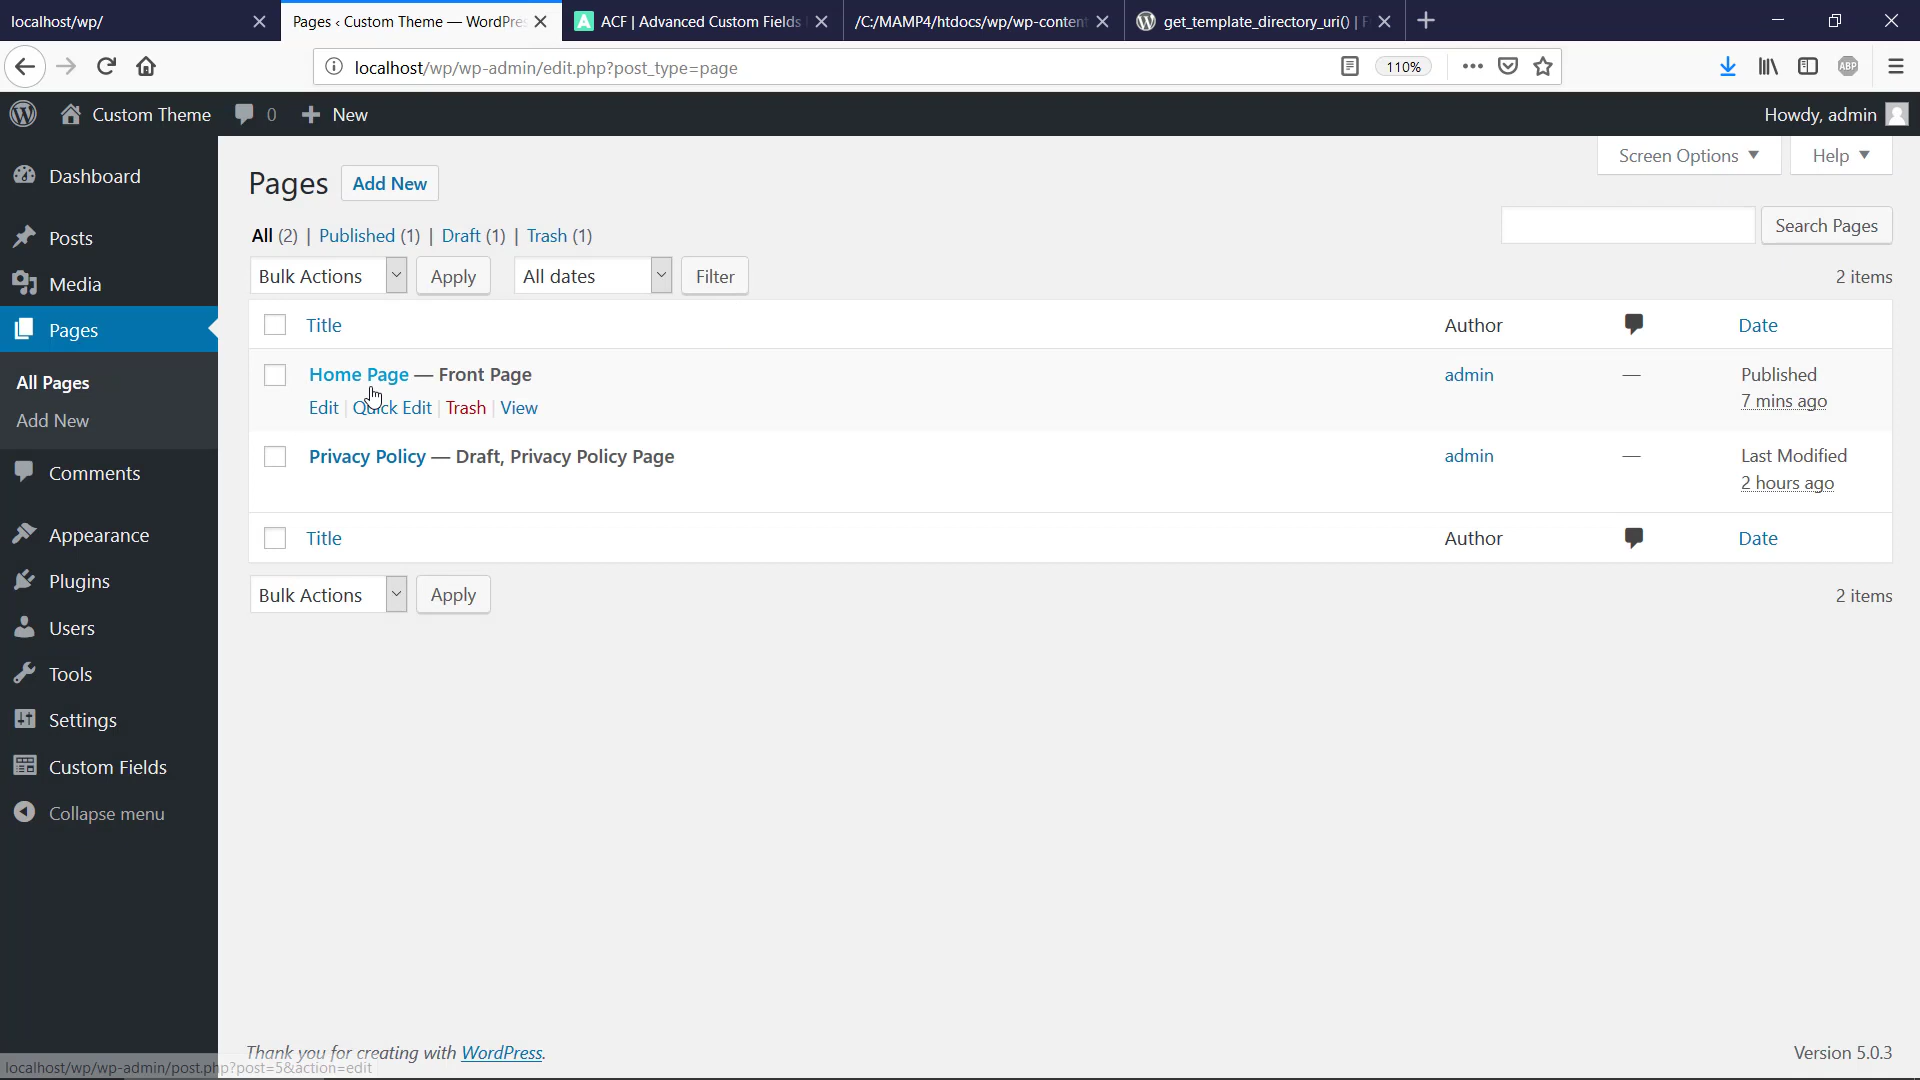 localhost/wp/
Pages ‹ Custom Theme — WordPre
ACF | Advanced Custom Fields
/C:/MAMP4/htdocs/wp/wp-content
get_template_directory_uri() | F
localhost/wp/wp-admin/edit.php?post_type=page
110%
ABP
Custom Theme
0
New
Howdy, admin
Dashboard
Posts
Media
Pages
All Pages
Add New
Comments
Appearance
Plugins
Users
Tools
Settings
Custom Fields
Collapse menu
Screen Options
Help
Pages
Add New
All (2) | Published (1) | Draft (1) | Trash (1)
Search Pages
Bulk Actions
Apply
All dates
Filter
2 items
Title
Author
Date
Home Page — Front Page
admin
—
Published
7 mins ago
Edit | Quick Edit | Trash | View
Privacy Policy — Draft, Privacy Policy Page
admin
—
Last Modified
2 hours ago
Title
Author
Date
Bulk Actions
Apply
2 items
Thank you for creating with WordPress.
Version 5.0.3
localhost/wp/wp-admin/post.php?post=5&action=edit